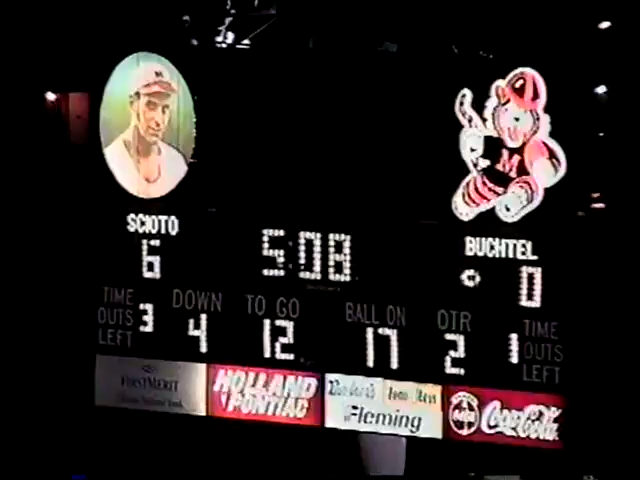 M
M
SCIOTO
6
5:08
BUCHTEL
0
TIME OUTS LEFT 3
DOWN 4
TO GO 12
BALL ON 17
QTR 2
1 TIME OUTS LEFT
FIRSTMERIT
HOLLAND PONTIAC
Fleming
Coca-Cola